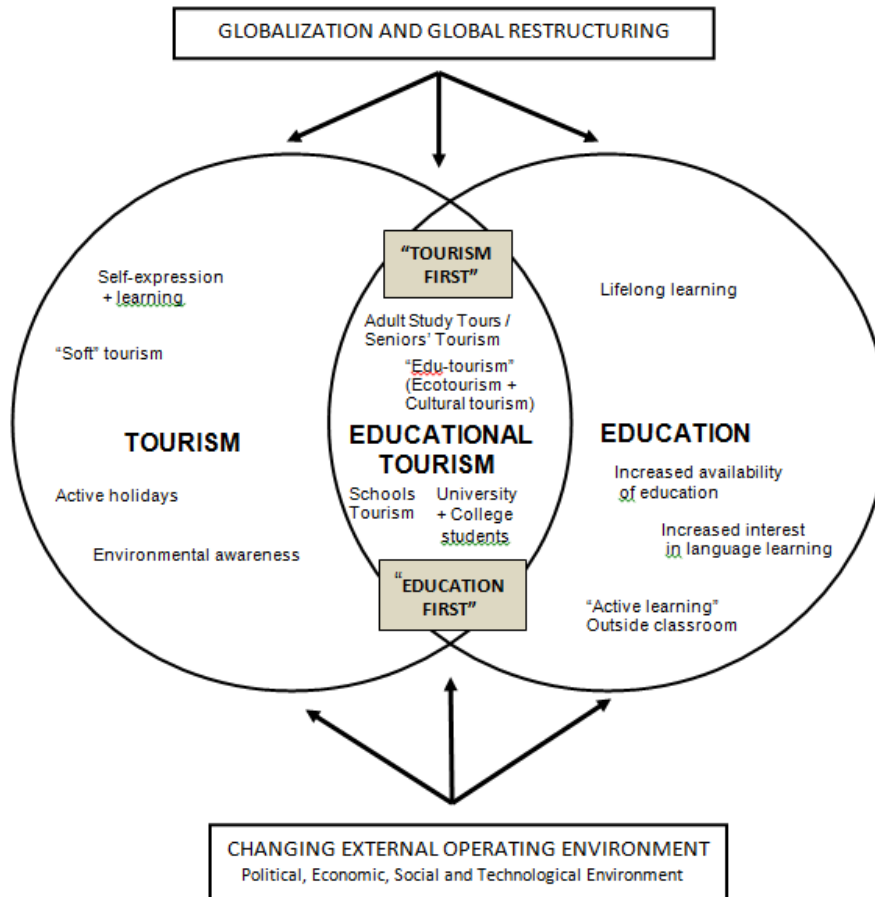 GLOBALIZATION AND GLOBAL RESTRUCTURING
“TOURISM
FIRST”
Self-expression
+ learning
Lifelong learning
Adult Study Tours /
Seniors’ Tourism
“Soft” tourism
“Edu-tourism”
(Ecotourism +
Cultural tourism)
TOURISM
EDUCATIONAL
TOURISM
EDUCATION
Increased availability
of education
Active holidays
Schools
Tourism
University
+ College
students
Increased interest
in language learning
Environmental awareness
“EDUCATION
FIRST”
“Active learning”
Outside classroom
CHANGING EXTERNAL OPERATING ENVIRONMENT
Political, Economic, Social and Technological Environment